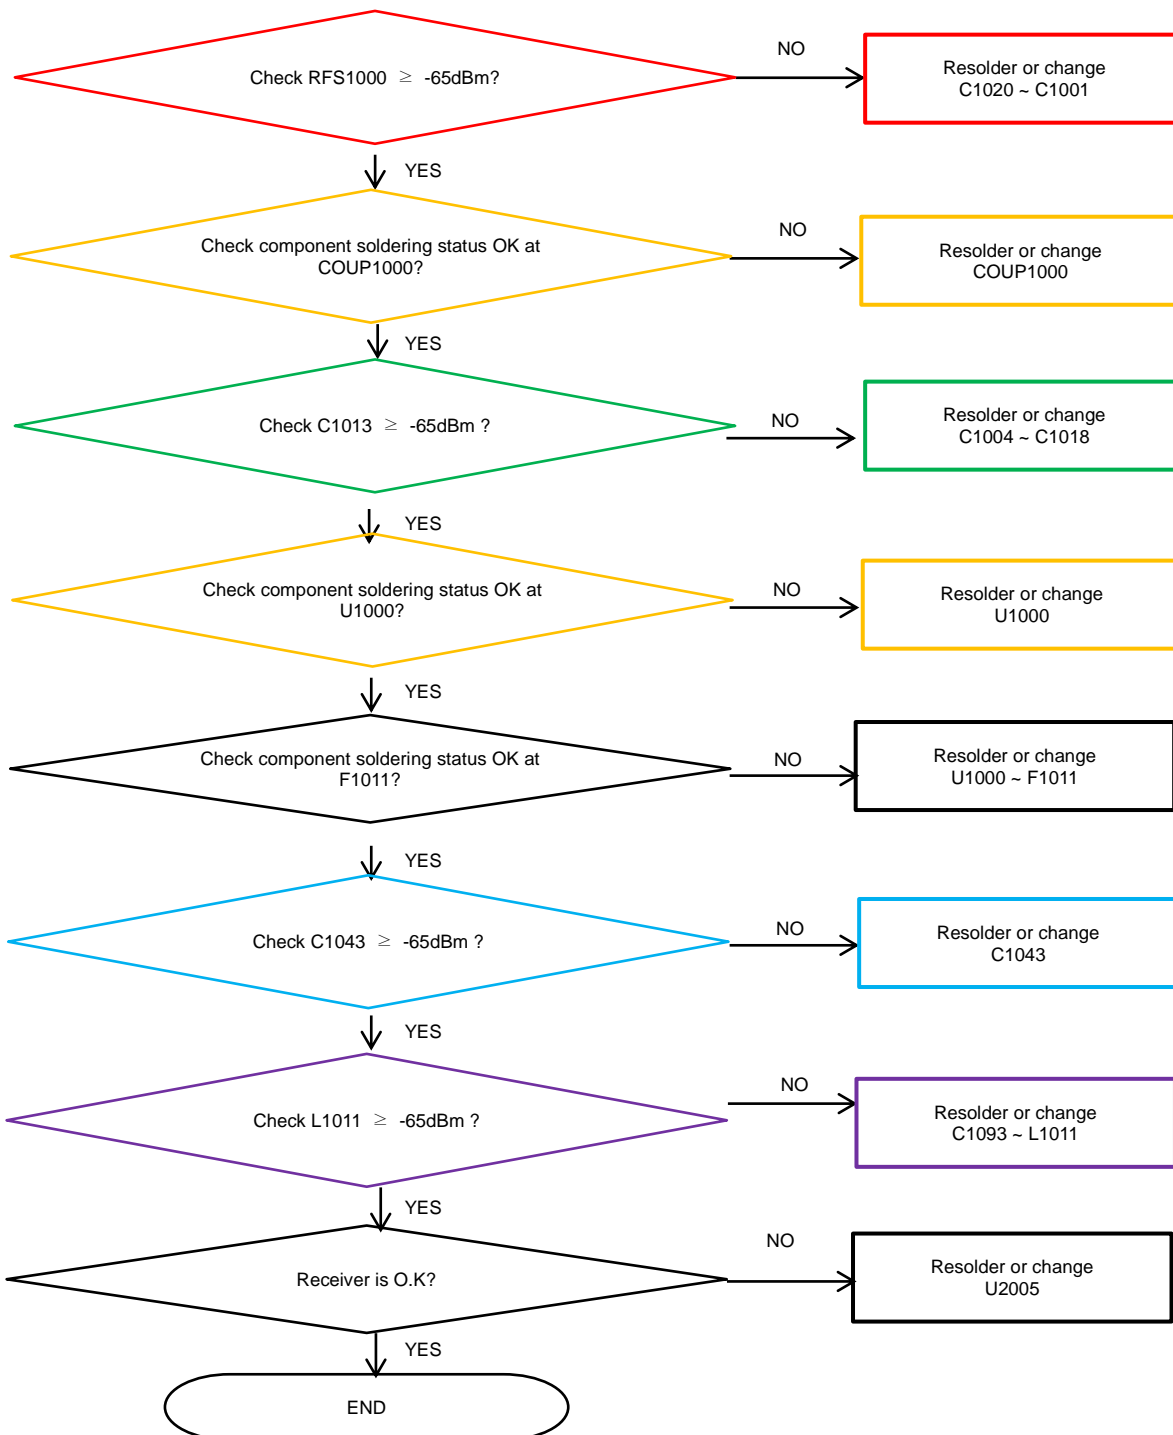 Check RFS1000 ≥ -65dBm?
NO
Resolder or change
C1020 ~ C1001
YES
Check component soldering status OK at
COUP1000?
NO
Resolder or change
COUP1000
YES
Check C1013 ≥ -65dBm ?
NO
Resolder or change
C1004 ~ C1018
YES
Check component soldering status OK at
U1000?
NO
Resolder or change
U1000
YES
Check component soldering status OK at
F1011?
NO
Resolder or change
U1000 ~ F1011
YES
Check C1043 ≥ -65dBm ?
NO
Resolder or change
C1043
YES
Check L1011 ≥ -65dBm ?
NO
Resolder or change
C1093 ~ L1011
YES
Receiver is O.K?
NO
Resolder or change
U2005
YES
END